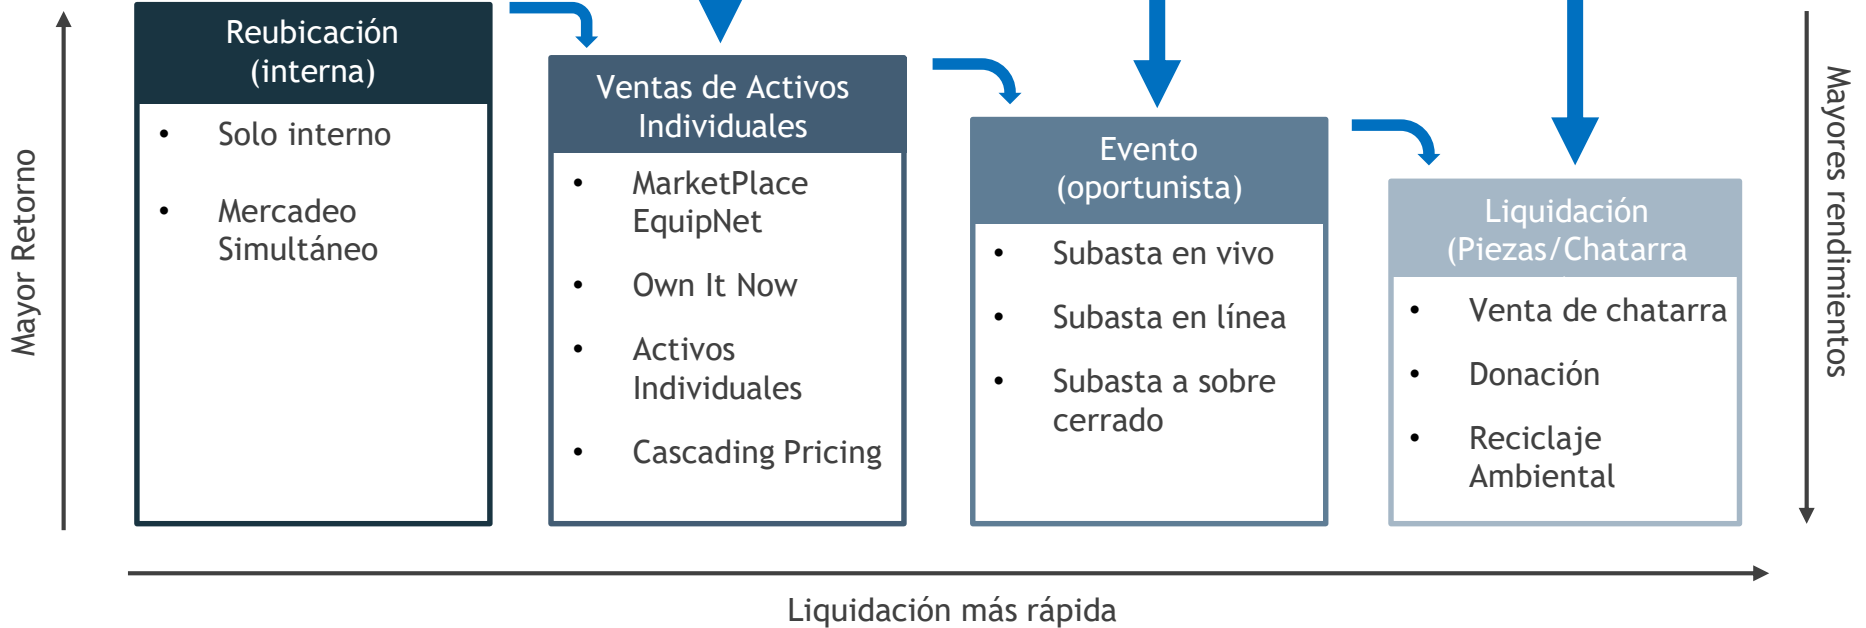 Mayor Retorno
Reubicación
(interna)
• Solo interno
• Mercadeo
Simultáneo
Ventas de Activos
Individuales
• MarketPlace
EquipNet
• Own It Now
• Activos
Individuales
• Cascading Pricing
Evento
(oportunista)
• Subasta en vivo
• Subasta en línea
• Subasta a sobre
cerrado
Liquidación
(Piezas/Chatarra
• Venta de chatarra
• Donación
• Reciclaje
Ambiental
Mayores rendimientos
Liquidación más rápida